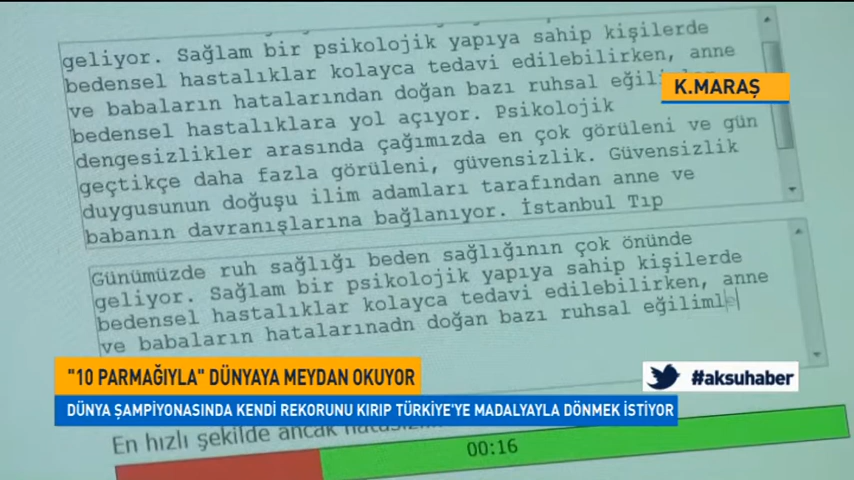 geliyor. Sağlam bir psikolojik yapıya sahip kişilerde
bedensel hastalıklar kolayca tedavi edilebilirken, anne
ve babaların hatalarından doğan bazı ruhsal
bedensel hastalıklara yol açıyor. Psikolojik
dengesizlikler arasında çağımızda en çok görüleni ve gün
geçtikçe daha fazla görüleni, güvensizlik. Güvensizlik
duygusunun doğuşu ilim adamları tarafından anne ve
babanın davranışlarına bağlanıyor. İstanbul Tıp
K.MARAŞ
Günümüzde ruh sağlığı beden sağlığının çok önünde
geliyor. Sağlam bir psikolojik yapıya sahip kişilerde
bedensel hastalıklar kolayca tedavi edilebilirken, anne
ve babaların hatalarınadn doğan bazı ruhsal eğilimle
"10 PARMAĞIYLA" DÜNYAYA MEYDAN OKUYOR
#aksuhaber
DÜNYA ŞAMPİYONASINDA KENDİ REKORUNU KIRIP TÜRKİYE'YE MADALYAYLA DÖNMEK İSTİYOR
En hızlı şekilde ancak
00:16